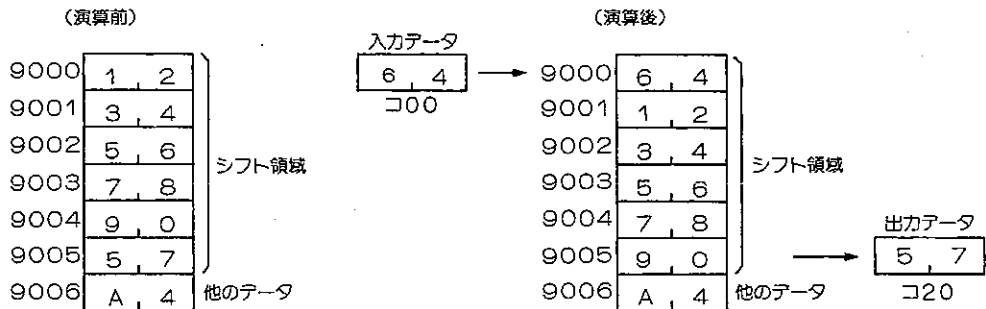 (演算前)
9000 1 2
9001 3 4
9002 5 6
9003 7 8
9004 9 0
9005 5 7
9006 A 4
シフト領域
他のデータ
入力データ
6 4
コ00
(演算後)
9000 6 4
9001 1 2
9002 3 4
9003 5 6
9004 7 8
9005 9 0
9006 A 4
シフト領域
他のデータ
出力データ
5 7
コ20